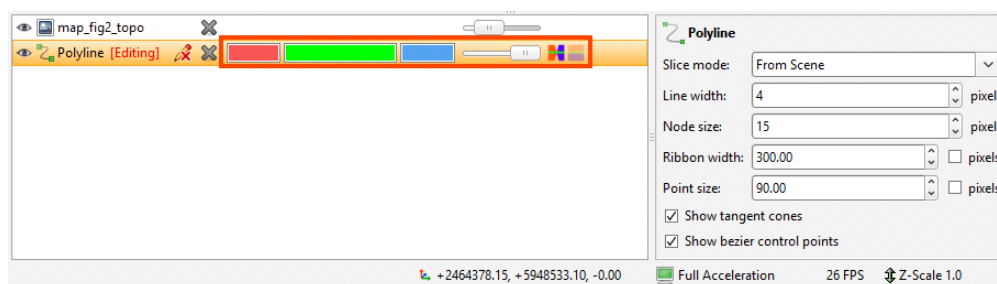 map_fig2_topo
Polyline [Editing]
Polyline
Slice mode: From Scene
Line width: 4 pixel
Node size: 15 pixel
Ribbon width: 300.00 pixels
Point size: 90.00 pixels
Show tangent cones
Show bezier control points
+2464378.15, +5948533.10, -0.00 Full Acceleration 26 FPS Z-Scale 1.0